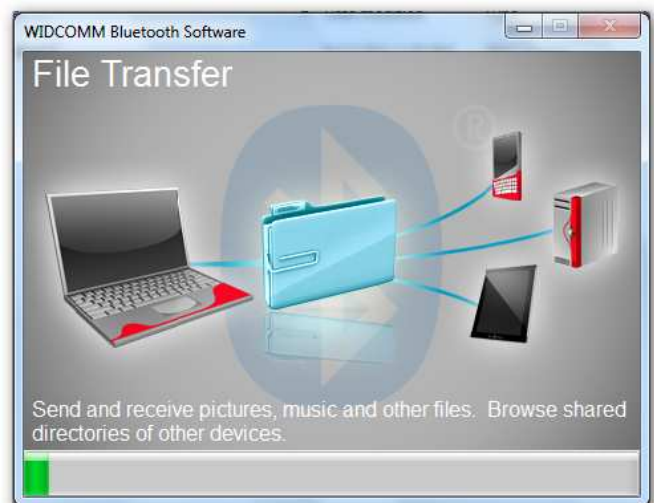 WIDCOMM Bluetooth Software
File Transfer
®
Send and receive pictures, music and other files. Browse shared
directories of other devices.